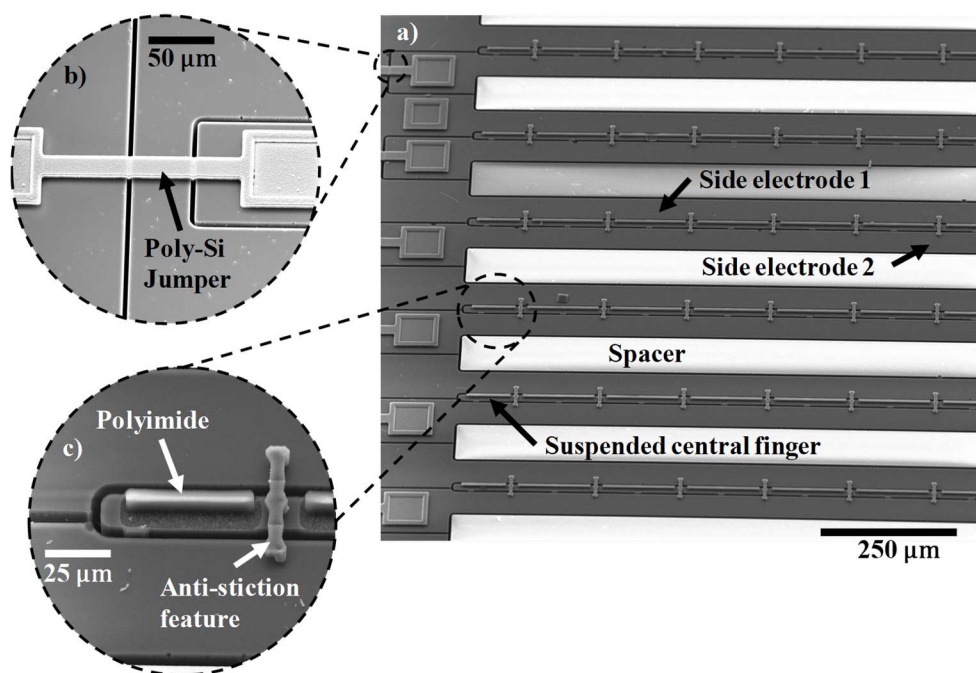 a)
b)
50 μm
Poly-Si
Jumper
Side electrode 1
Side electrode 2
Spacer
Suspended central finger
250 μm
c)
Polyimide
25 μm
Anti-stiction
feature